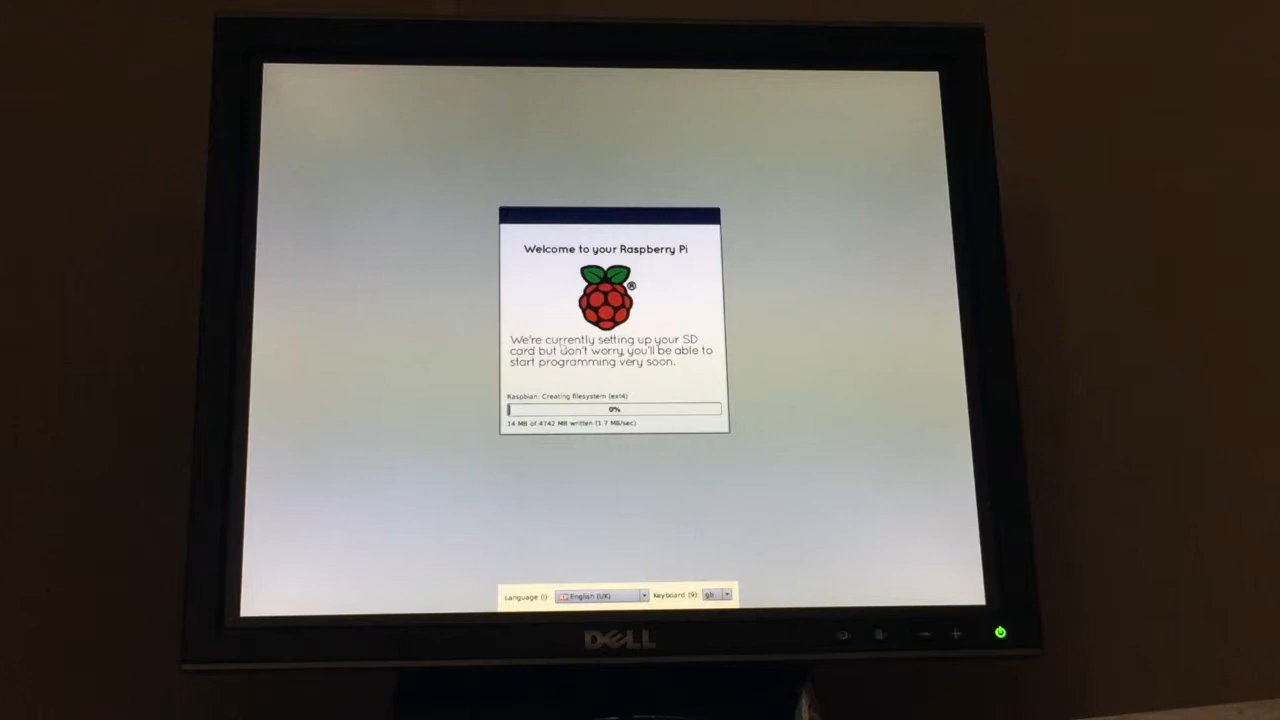 Welcome to your Raspberry Pi
®
We're currently setting up your SD
card but don't worry, you'll be able to
start programming very soon.
Raspbian: Creating filesystem (ext4)
0%
14 MB of 4742 MB written (1.7 MB/sec)
Language (l): English (UK) Keyboard (9): gb
DELL